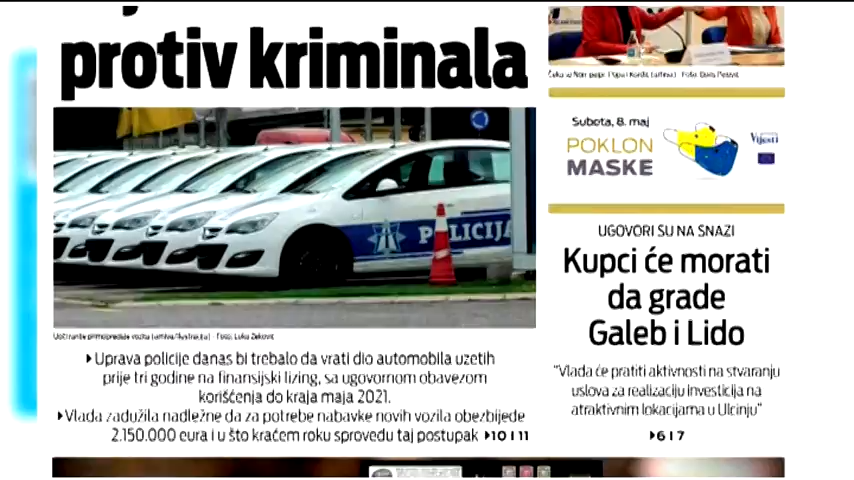 protiv kriminala
POLICIJA
Uprava policije danas bi trebalo da vrati dio automobila uzetih
prije tri godine na finansijski lizing, sa ugovornom obavezom
korišćenja do kraja maja 2021.
Vlada zadužila nadležne da za potrebe nabavke novih vozila obezbijede
2.150.000 eura i u što kraćem roku sprovedu taj postupak 10 i 11
Subota, 8. maj
POKLON
MASKE
Vijesti
UGOVORI SU NA SNAZI
Kupci će morati
da grade
Galeb i Lido
"Vlada će pratiti aktivnosti na stvaranju
uslova za realizaciju investicija na
atraktivnim lokacijama u Ulcinju"
6 i 7